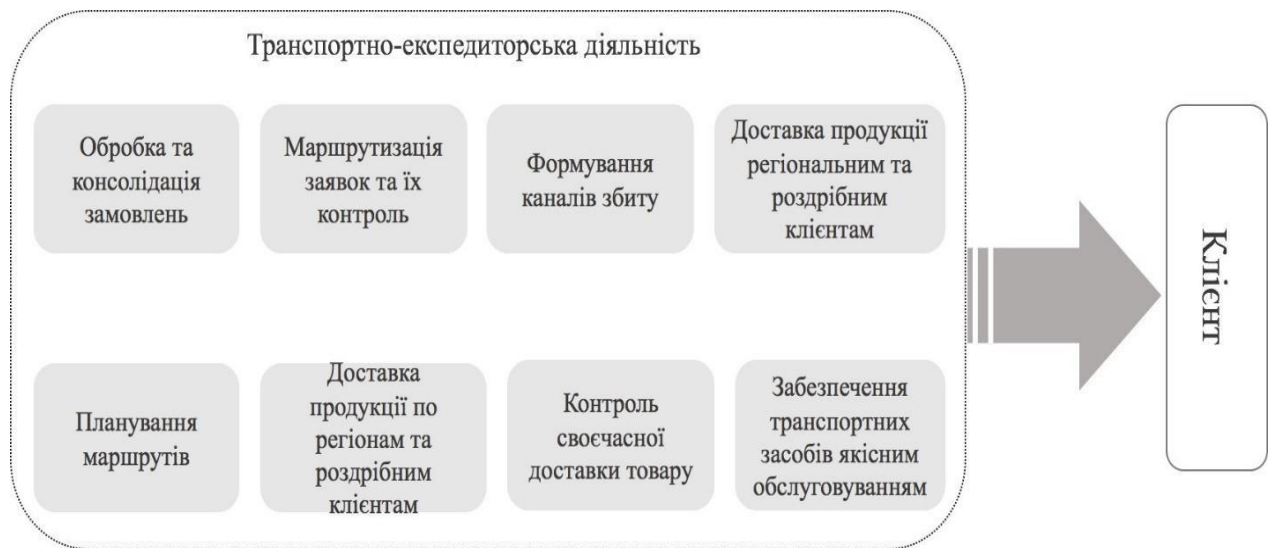 Транспортно-експедиторська діяльність
Обробка та
консолідація
замовлень
Маршрутизація
заявок та їх
контроль
Формування
каналів збиту
Доставка продукції
регіональним та
роздрібним
клієнтам
Планування
маршрутів
Доставка
продукції по
регіонам та
роздрібним
клієнтам
Контроль
своєчасної
доставки товару
Забезпечення
транспортних
засобів якісним
обслуговуванням
Клієнт